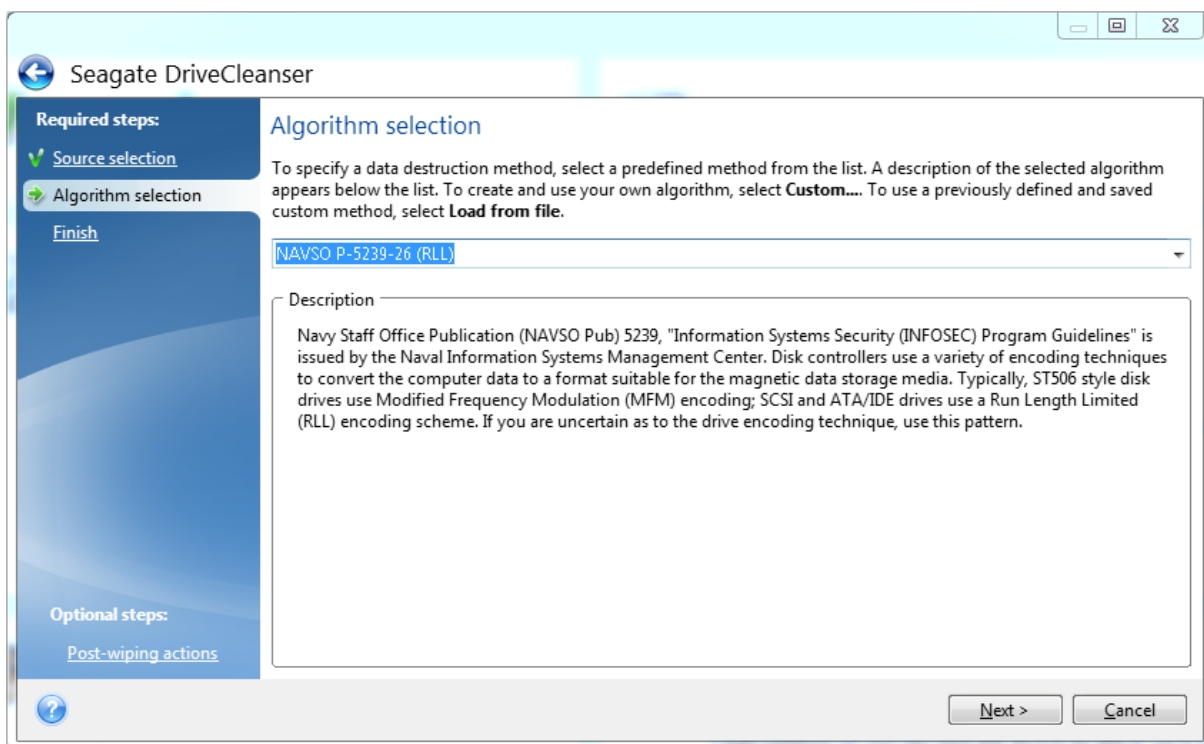 Seagate DriveCleanser
Required steps:
Source selection
Algorithm selection
Finish
Optional steps:
Post-wiping actions
Algorithm selection
To specify a data destruction method, select a predefined method from the list. A description of the selected algorithm
appears below the list. To create and use your own algorithm, select Custom.... To use a previously defined and saved
custom method, select Load from file.
NAVSO P-5239-26 (RLL)
Description
Navy Staff Office Publication (NAVSO Pub) 5239, "Information Systems Security (INFOSEC) Program Guidelines" is
issued by the Naval Information Systems Management Center. Disk controllers use a variety of encoding techniques
to convert the computer data to a format suitable for the magnetic data storage media. Typically, ST506 style disk
drives use Modified Frequency Modulation (MFM) encoding; SCSI and ATA/IDE drives use a Run Length Limited
(RLL) encoding scheme. If you are uncertain as to the drive encoding technique, use this pattern.
?
Next >
Cancel